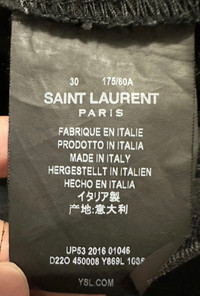 30 175/60A
SAINT LAURENT
PARIS
FABRIQUE EN ITALIE
PRODOTTO IN ITALIA
MADE IN ITALY
HERGESTELLT IN ITALIEN
HECHO EN ITALIA
イタリア製
产地:意大利
UP53 2016 01046
D22O 450008 Y869L 1036
YSL.COM